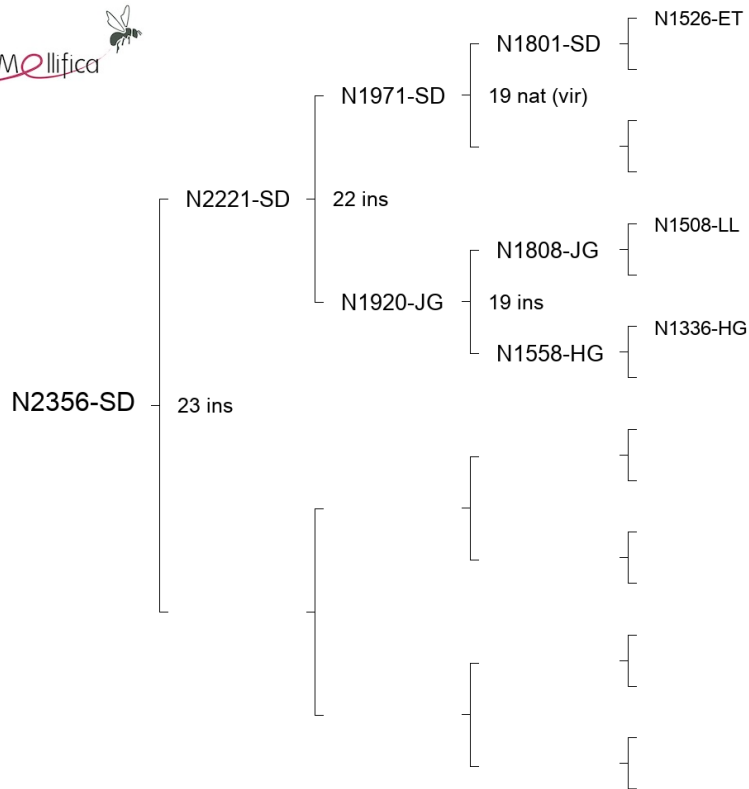 Mellifica
N1526-ET
N1801-SD
N1971-SD
19 nat (vir)
N2221-SD
22 ins
N1508-LL
N1808-JG
N1920-JG
19 ins
N1336-HG
N1558-HG
N2356-SD
23 ins